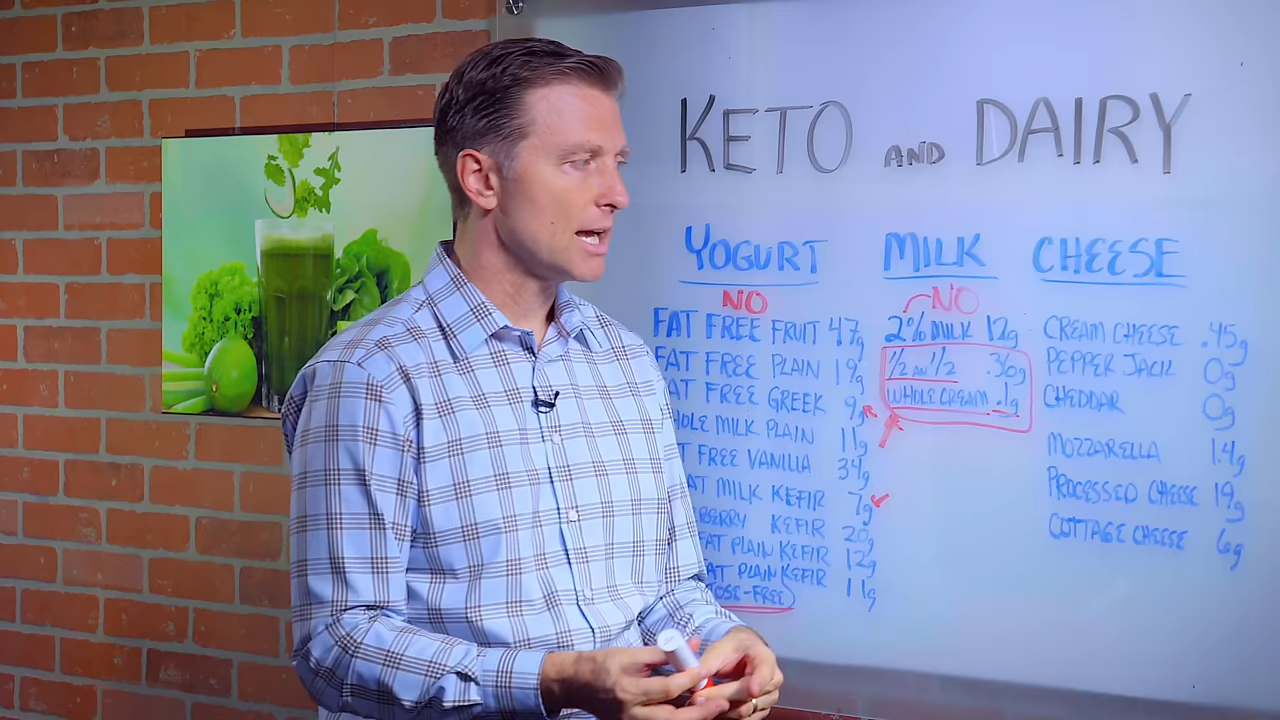 KETO AND DAIRY
YOGURT
NO
FAT FREE FRUIT 47g
FAT FREE PLAIN 19g
FAT FREE GREEK 9g
WHOLE MILK PLAIN 11g
FREE VANILLA 34g
MILK KEFIR 7g
KEFIR 20g
PLAIN KEFIR 12g
PLAIN KEFIR 11g
MILK
NO
2% MILK 12g
1/2 AN 1/2 .36g
WHOLE CREAM .1g
CHEESE
CREAM CHEESE .45g
PEPPER JACK 0g
CHEDDAR 0g
MOZZARELLA 1.4g
PROCESSED CHEESE 19g
COTTAGE CHEESE 6g